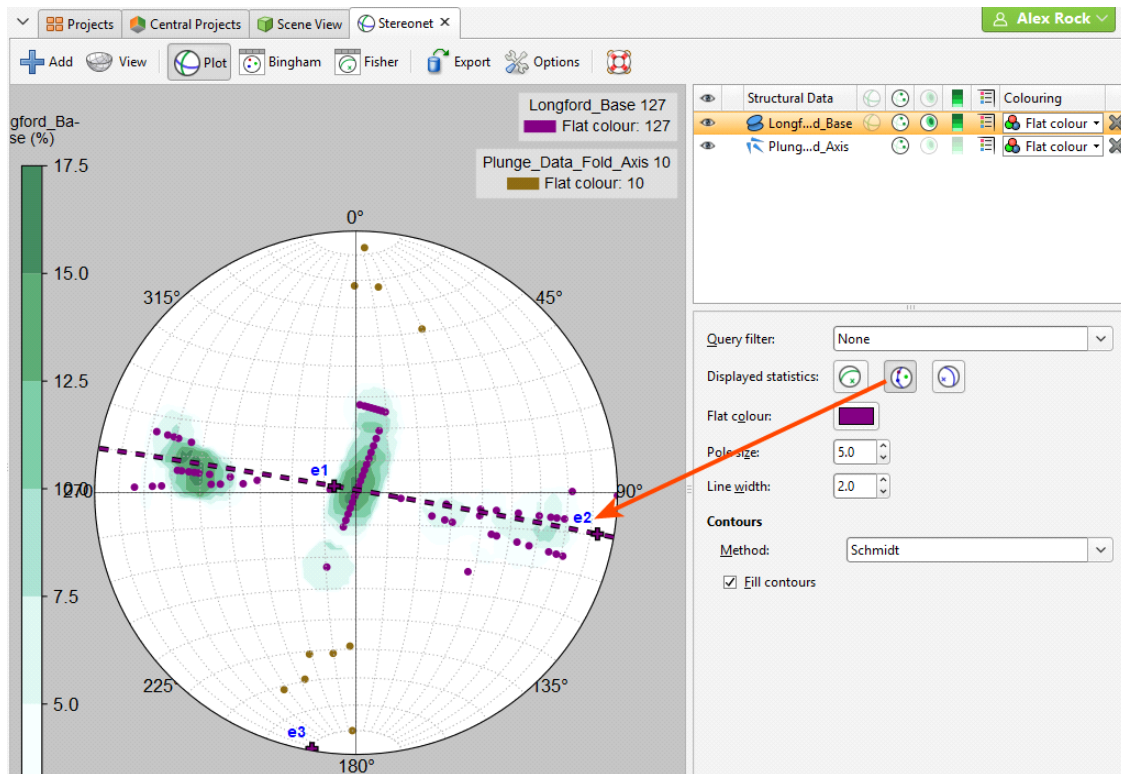 Projects
Central Projects
Scene View
Stereonet
Alex Rock
Add
View
Plot
Bingham
Fisher
Export
Options
Longford_Base 127
Flat colour: 127
Plunge_Data_Fold_Axis 10
Flat colour: 10
gford_Ba-
se (%)
17.5
15.0
12.5
10.0
7.5
5.0
0°
45°
90°
135°
180°
225°
270
315°
e1
e2
e3
Structural Data
Colouring
Longf...d_Base
Flat colour
Plung...d_Axis
Flat colour
Query filter:
None
Displayed statistics:
Flat colour:
Pole size:
5.0
Line width:
2.0
Contours
Method:
Schmidt
Fill contours